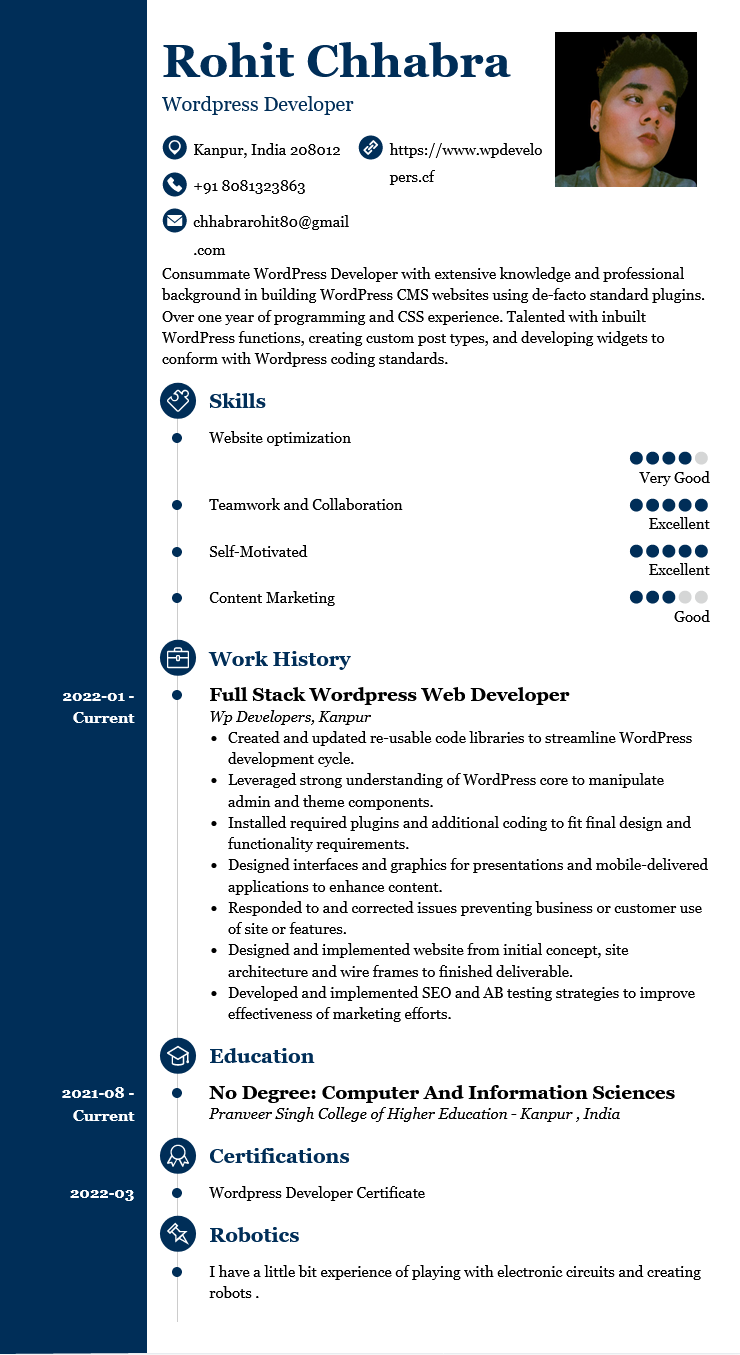 Rohit Chhabra
Wordpress Developer
Kanpur, India 208012
+91 8081323863
chhabrarohit80@gmail
.com
https://www.wpdevelo
pers.cf
Consummate WordPress Developer with extensive knowledge and professional
background in building WordPress CMS websites using de-facto standard plugins.
Over one year of programming and CSS experience. Talented with inbuilt
WordPress functions, creating custom post types, and developing widgets to
conform with Wordpress coding standards.
Skills
Website optimization
Very Good
Teamwork and Collaboration
Excellent
Self-Motivated
Excellent
Content Marketing
Good
Work History
2022-01 -
Current
Full Stack Wordpress Web Developer
Wp Developers, Kanpur
• Created and updated re-usable code libraries to streamline WordPress
development cycle.
• Leveraged strong understanding of WordPress core to manipulate
admin and theme components.
• Installed required plugins and additional coding to fit final design and
functionality requirements.
• Designed interfaces and graphics for presentations and mobile-delivered
applications to enhance content.
• Responded to and corrected issues preventing business or customer use
of site or features.
• Designed and implemented website from initial concept, site
architecture and wire frames to finished deliverable.
• Developed and implemented SEO and AB testing strategies to improve
effectiveness of marketing efforts.
Education
2021-08 -
Current
No Degree: Computer And Information Sciences
Pranveer Singh College of Higher Education - Kanpur , India
Certifications
2022-03
Wordpress Developer Certificate
Robotics
I have a little bit experience of playing with electronic circuits and creating
robots .